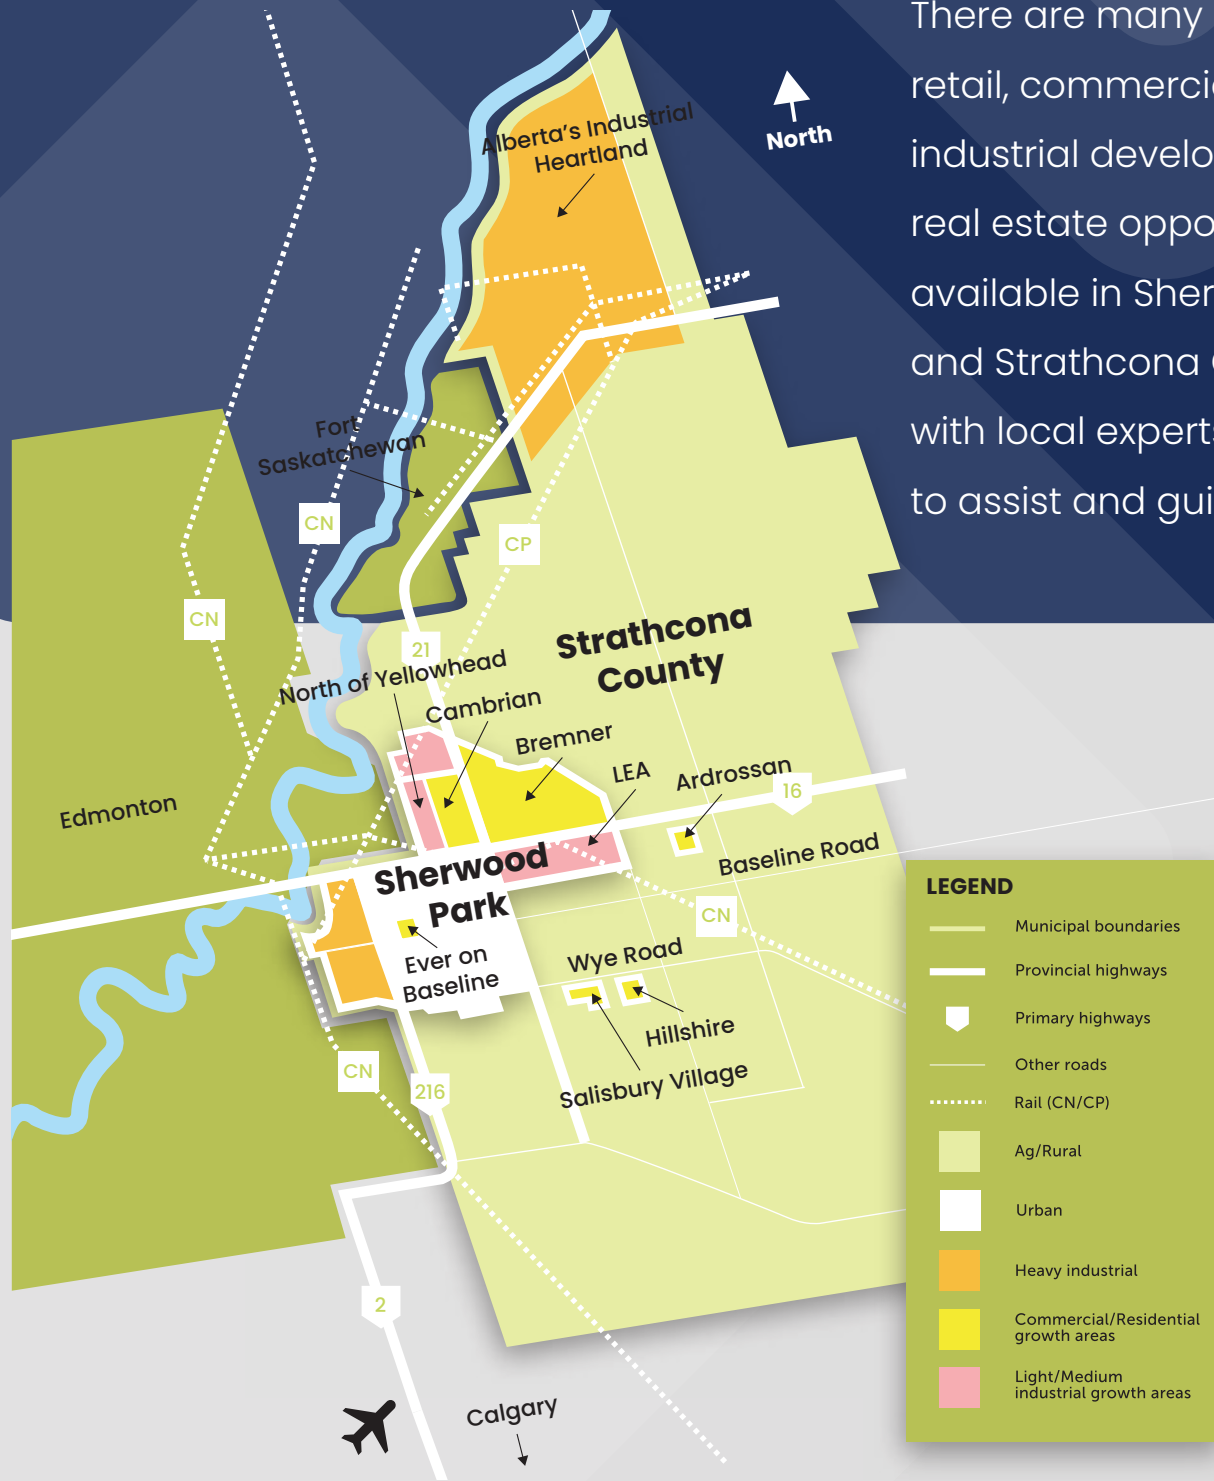 There are many
retail, commerci
industrial develo
real estate oppo
available in Sher
and Strathcona
with local experts
to assist and gui
North
Alberta's Industrial
Heartland
Fort
Saskatchewan
CN
CP
CN
21
Strathcona
County
North of Yellowhead
Cambrian
Bremner
LEA
Ardrossan
16
Edmonton
Baseline Road
Sherwood
Park
CN
Ever on
Baseline
Wye Road
Hillshire
Salisbury Village
CN
216
2
Calgary
LEGEND
Municipal boundaries
Provincial highways
Primary highways
Other roads
Rail (CN/CP)
Ag/Rural
Urban
Heavy industrial
Commercial/Residential
growth areas
Light/Medium
industrial growth areas